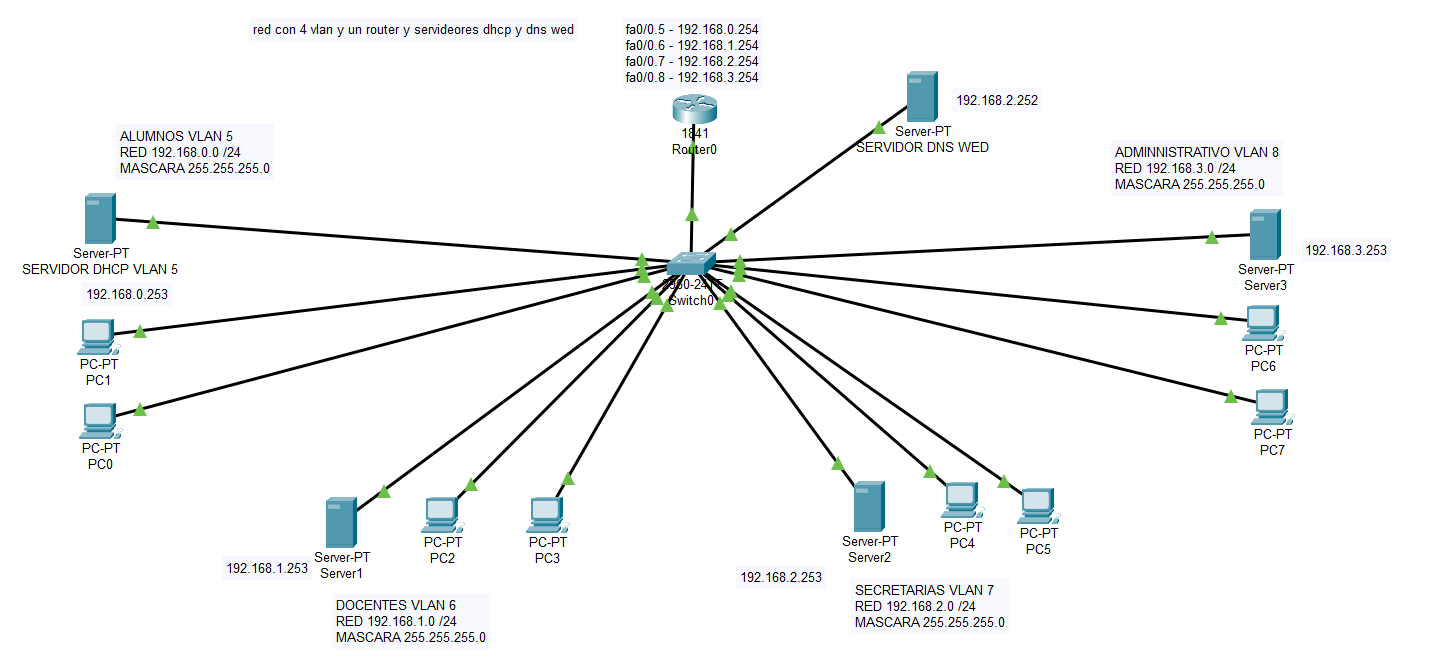 red con 4 vlan y un router y servideores dhcp y dns wed
fa0/0.5 - 192.168.0.254
fa0/0.6 - 192.168.1.254
fa0/0.7 - 192.168.2.254
fa0/0.8 - 192.168.3.254
1841
Router0
192.168.2.252
Server-PT
SERVIDOR DNS WED
ALUMNOS VLAN 5
RED 192.168.0.0 /24
MASCARA 255.255.255.0
ADMINNISTRATIVO VLAN 8
RED 192.168.3.0 /24
MASCARA 255.255.255.0
Server-PT
SERVIDOR DHCP VLAN 5
192.168.0.253
192.168.3.253
Server-PT
Server3
Switch0
PC-PT
PC1
PC-PT
PC6
PC-PT
PC0
PC-PT
PC7
Server-PT
Server1
192.168.1.253
PC-PT
PC2
PC-PT
PC3
Server-PT
Server2
192.168.2.253
PC-PT
PC4
PC-PT
PC5
DOCENTES VLAN 6
RED 192.168.1.0 /24
MASCARA 255.255.255.0
SECRETARIAS VLAN 7
RED 192.168.2.0 /24
MASCARA 255.255.255.0